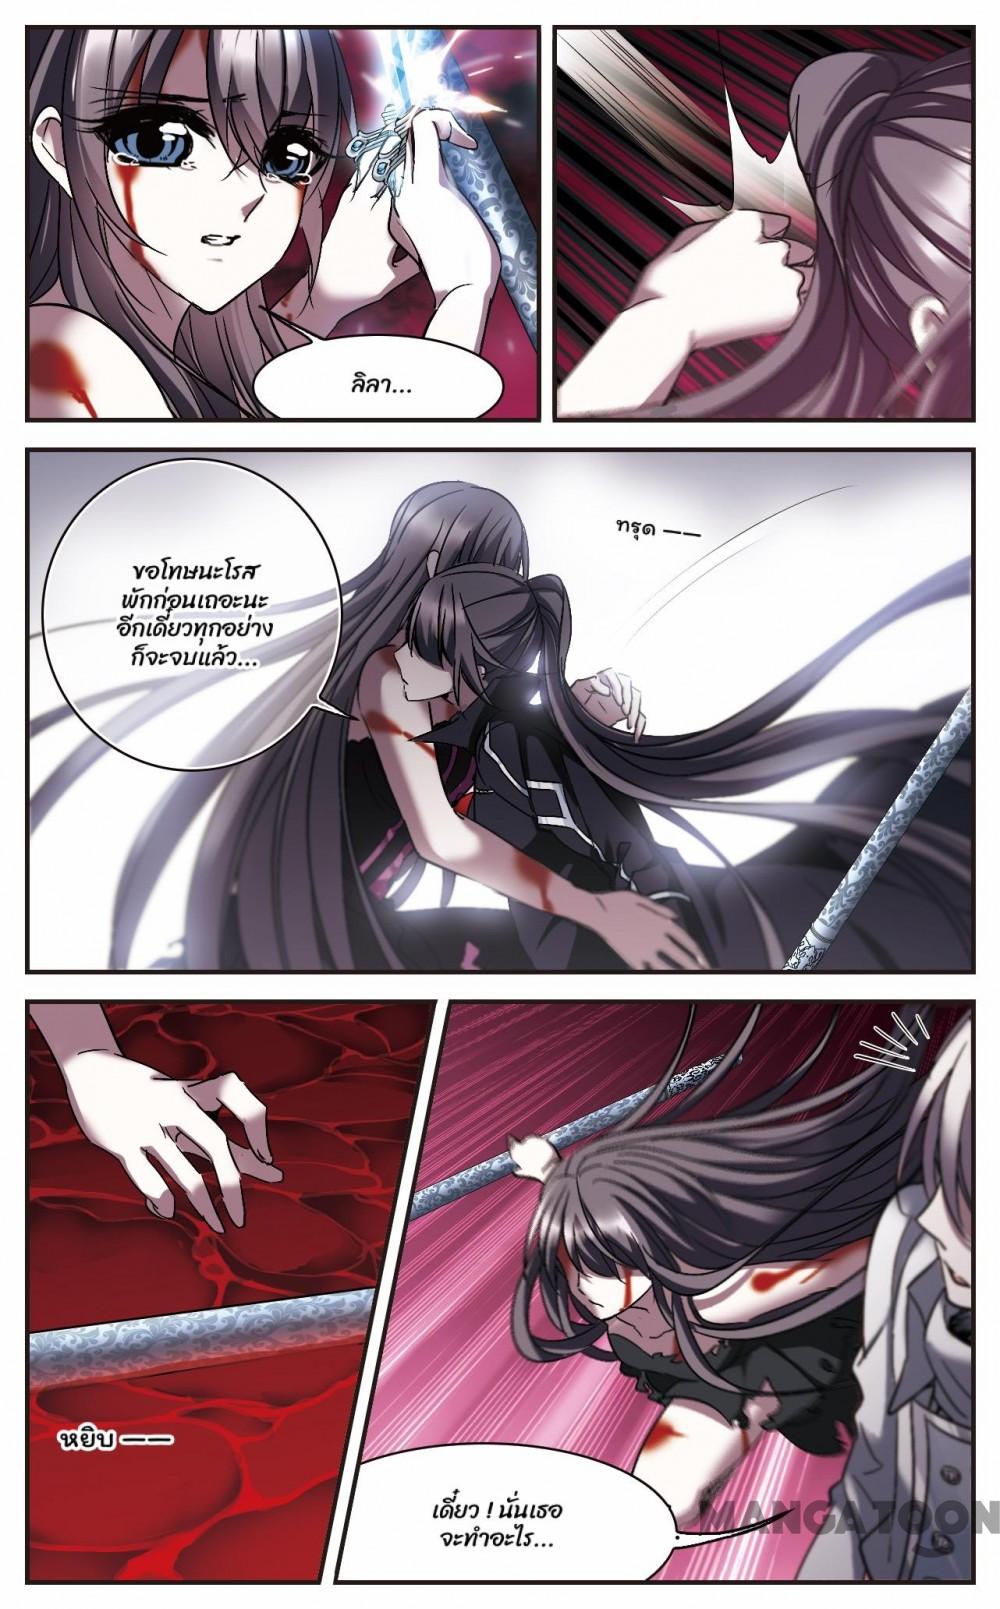 ลิลา...
ทรุด ——
ขอโทษนะโรส
พักก่อนเถอะนะ
อีกเดี๋ยวทุกอย่าง
ก็จะจบแล้ว...
หยิบ ——
เดี๋ยว ! นั่นเธอ
จะทำอะไร...
MANGATOON